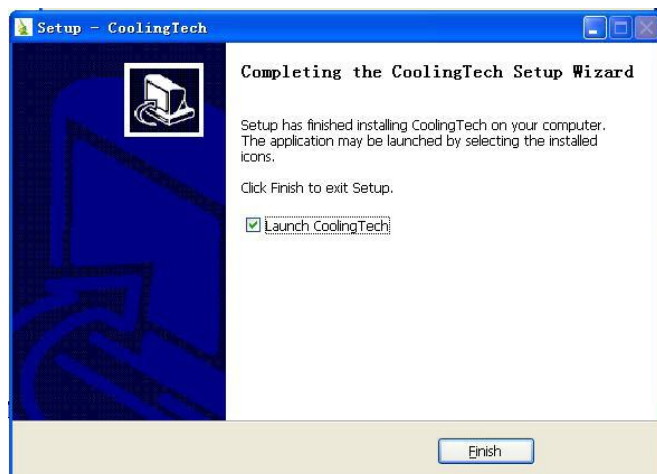 Setup - CoolingTech
Completing the CoolingTech Setup Wizard
Setup has finished installing CoolingTech on your computer.
The application may be launched by selecting the installed
icons.
Click Finish to exit Setup.
Launch CoolingTech
Finish